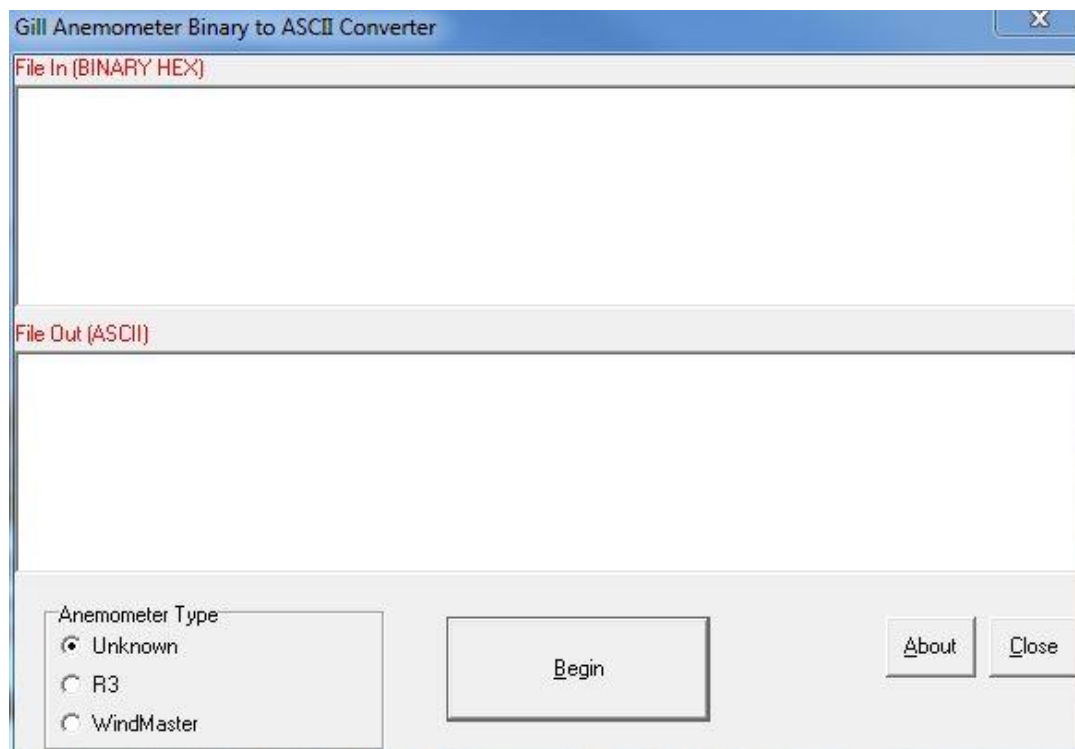 Gill Anemometer Binary to ASCII Converter
X
File In (BINARY HEX)
File Out (ASCII)
Anemometer Type
Unknown
R3
WindMaster
Begin
About
Close